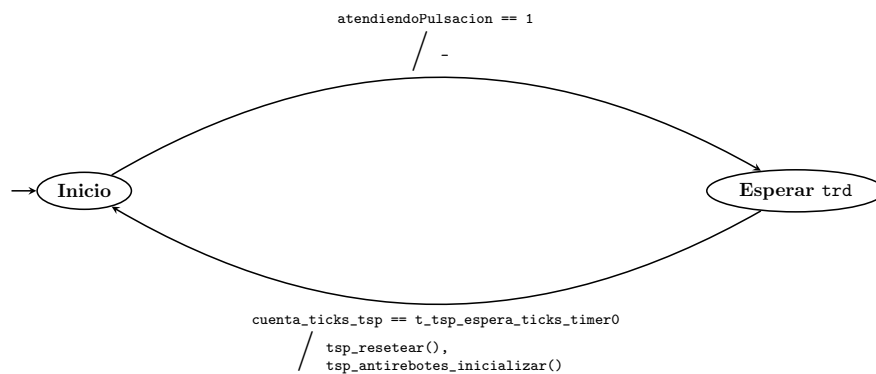 atendiendoPulsacion == 1
-
Inicio
Esperar trd
cuenta_ticks_tsp == t_tsp_espera_ticks_timer0
tsp_resetear(),
tsp_antirebotes_inicializar()